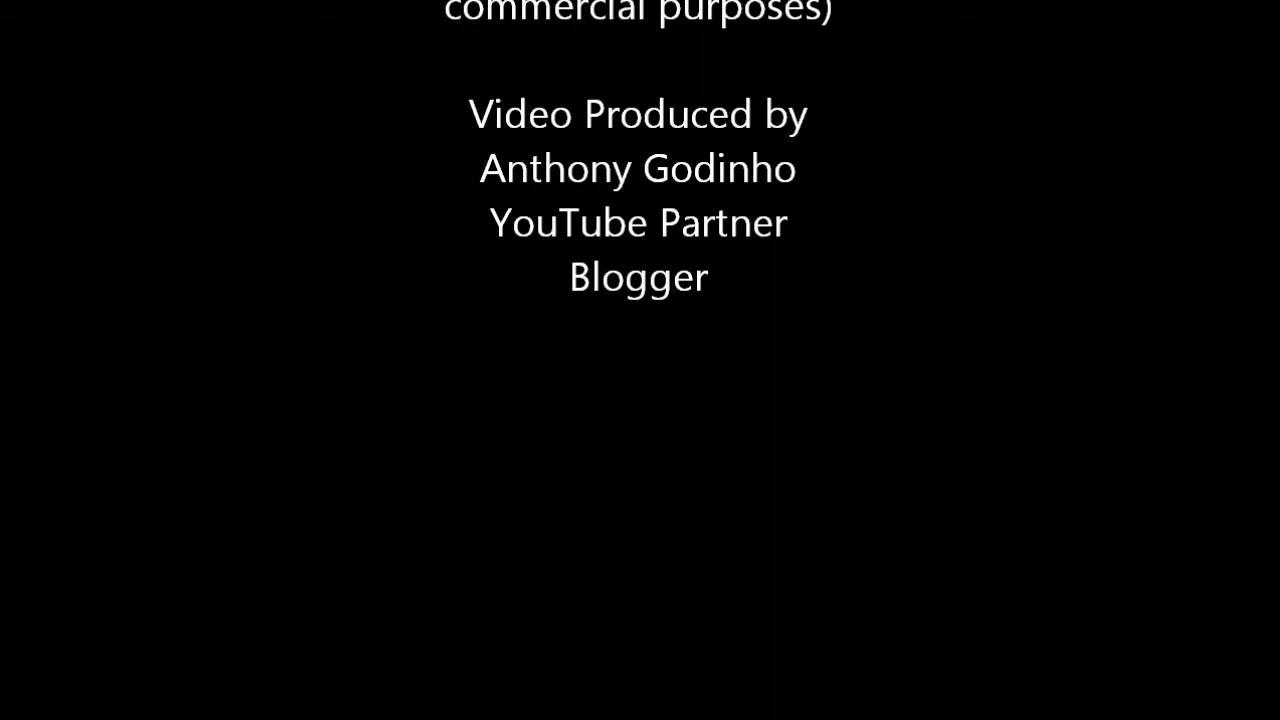 commercial purposes)
Video Produced by
Anthony Godinho
YouTube Partner
Blogger